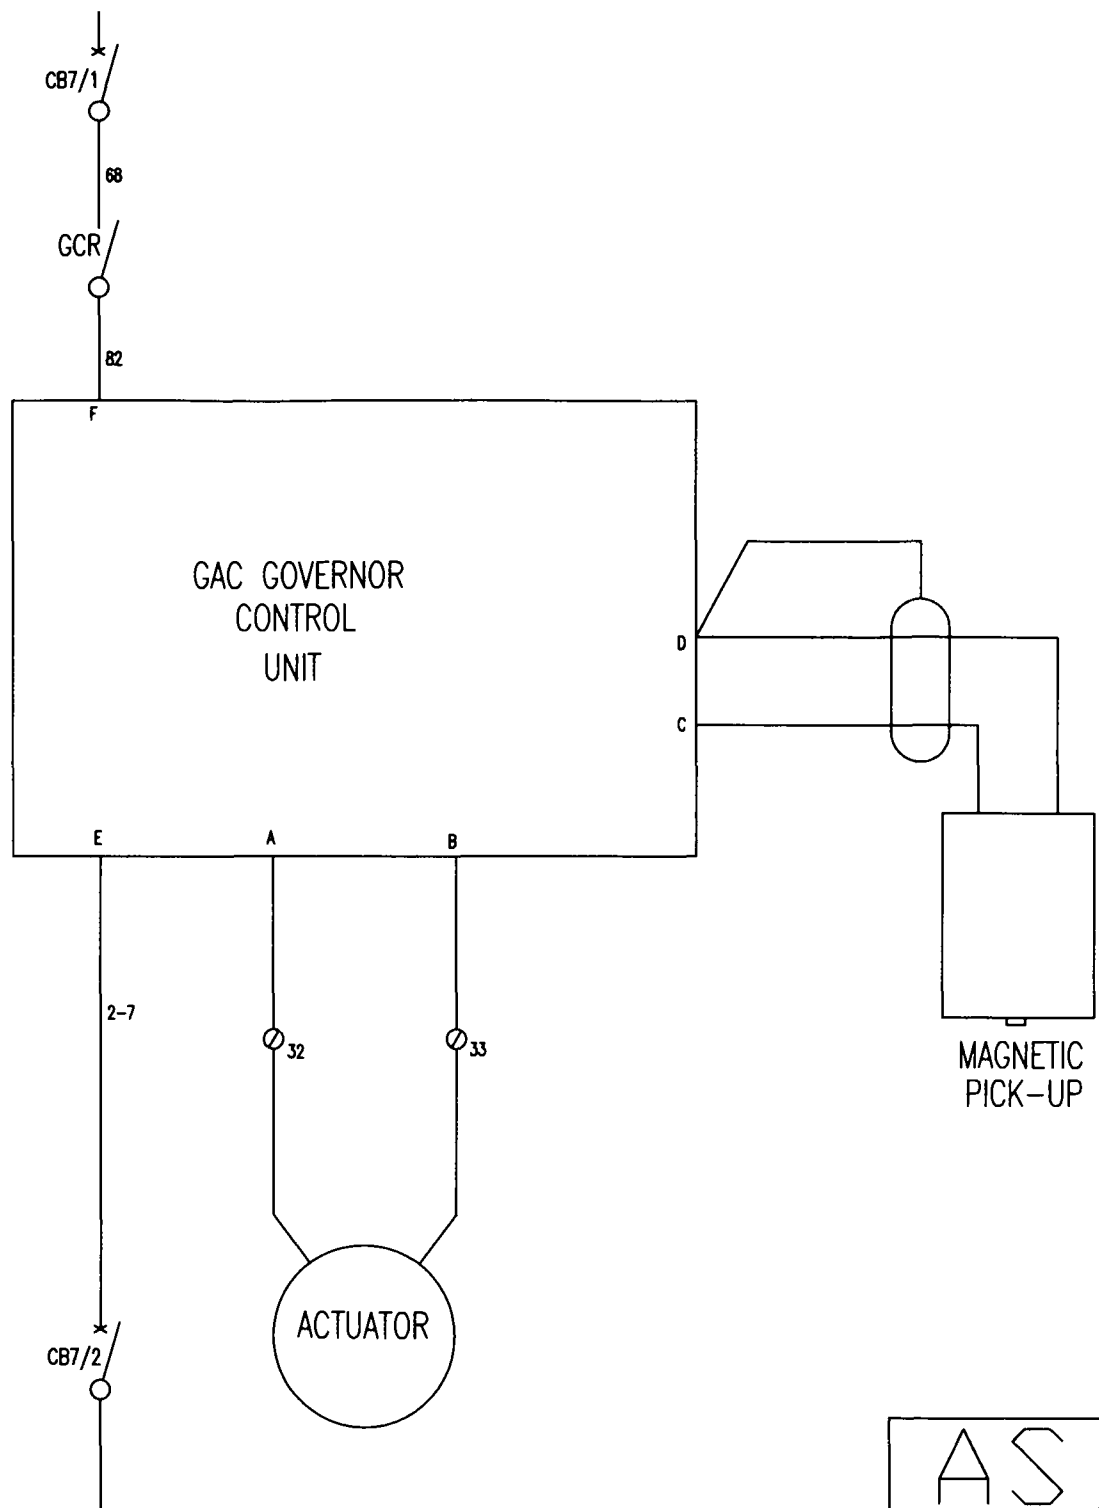 CB7/1
68
GCR
82
F
GAC GOVERNOR
CONTROL
UNIT
D
C
E
A
B
2-7
32
33
MAGNETIC
PICK-UP
ACTUATOR
CB7/2
AS